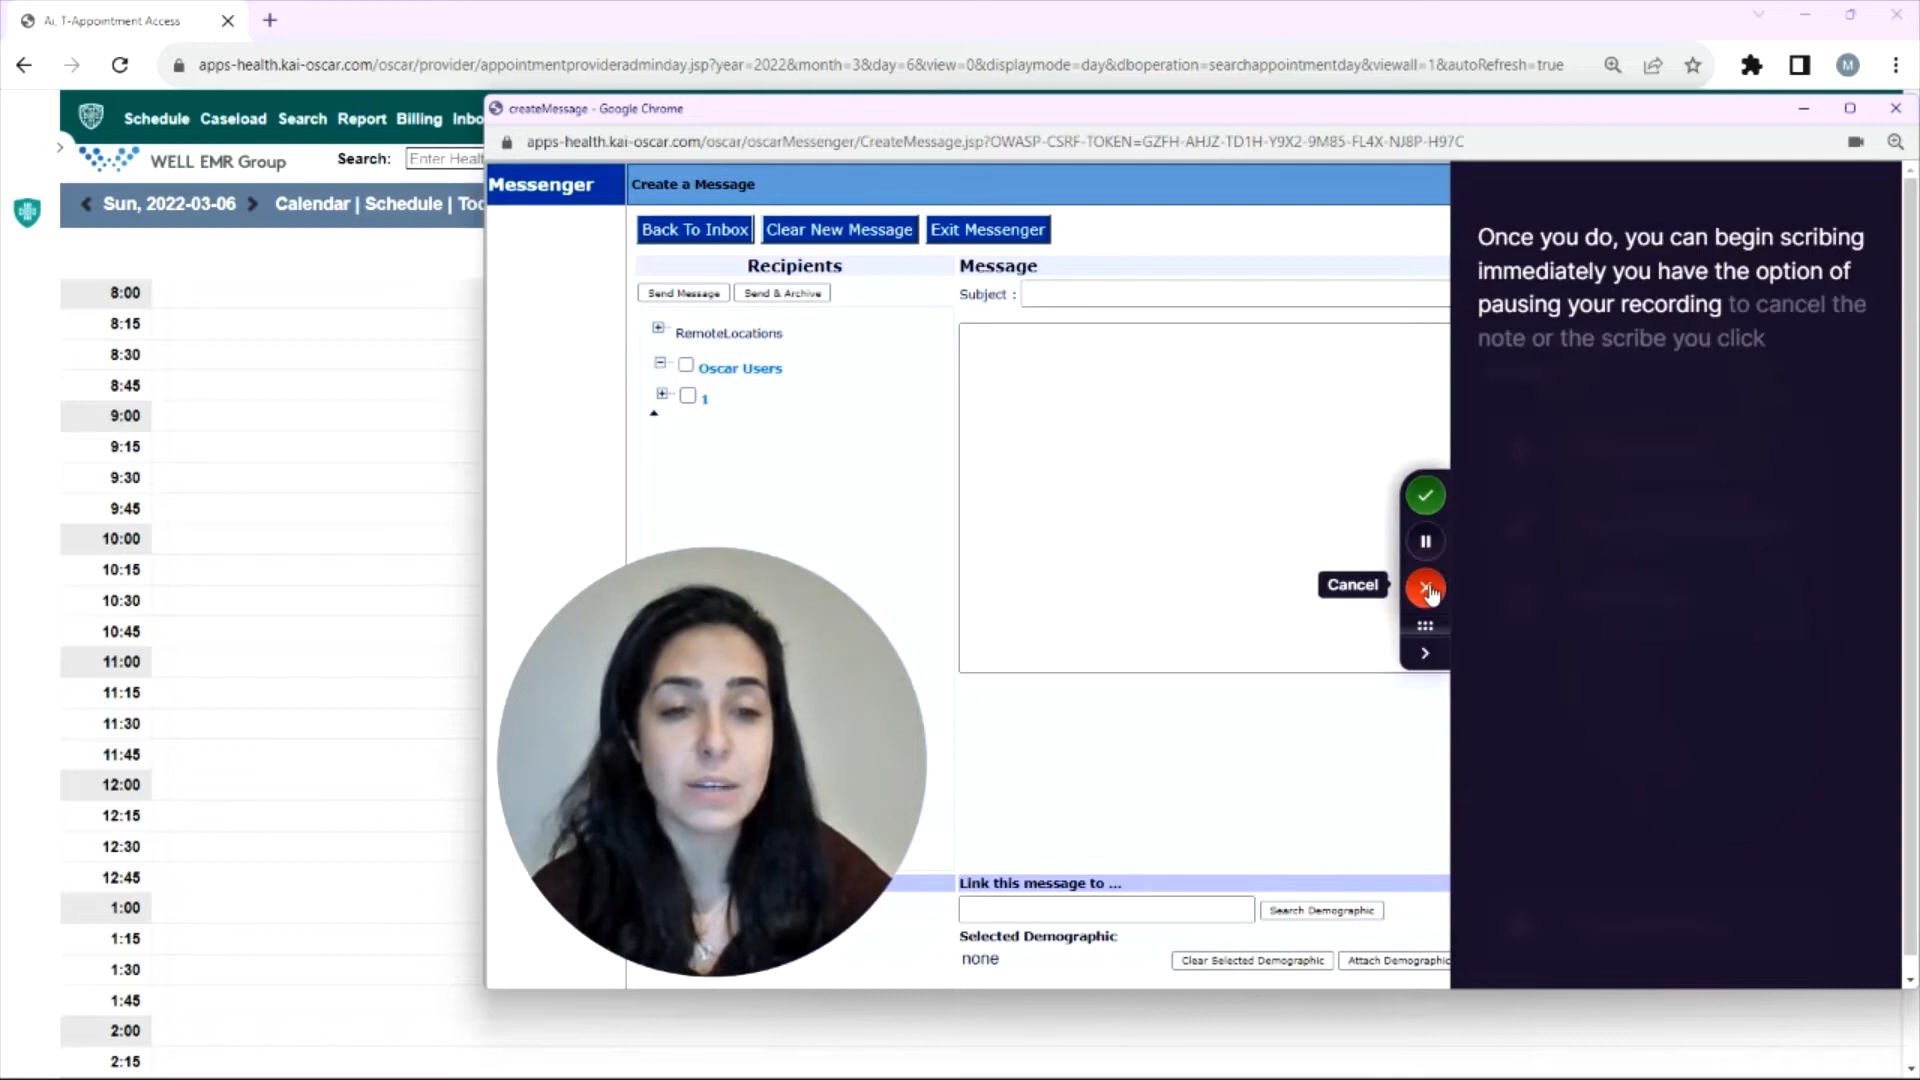 Ai, T-Appointment Access
apps-health.kai-oscar.com/oscar/provider/appointmentprovideradminday.jsp?year=2022&month=3&day=6&view=0&displaymode=day&dboperation=searchappointmentday&viewall=1&autoRefresh=true
M
Schedule Caseload Search Report Billing Inbo
WELL EMR Group
Search:
Enter Healt
Sun, 2022-03-06
Calendar | Schedule | Too
8:00
8:15
8:30
8:45
9:00
9:15
9:30
9:45
10:00
10:15
10:30
10:45
11:00
11:15
11:30
11:45
12:00
12:15
12:30
12:45
1:00
1:15
1:30
1:45
2:00
2:15
createMessage - Google Chrome
apps-health.kai-oscar.com/oscar/oscarMessenger/CreateMessage.jsp?OWASP-CSRF-TOKEN=GZFH-AHJZ-TD1H-Y9X2-9M85-FL4X-NJ8P-H97C
Messenger
Create a Message
Back To Inbox
Clear New Message
Exit Messenger
Recipients
Send Message
Send & Archive
RemoteLocations
Oscar Users
1
Message
Subject :
Link this message to ...
Search Demographic
Selected Demographic
none
Clear Selected Demographic
Attach Demographic
Cancel
Once you do, you can begin scribing
immediately you have the option of
pausing your recording to cancel the
note or the scribe you click